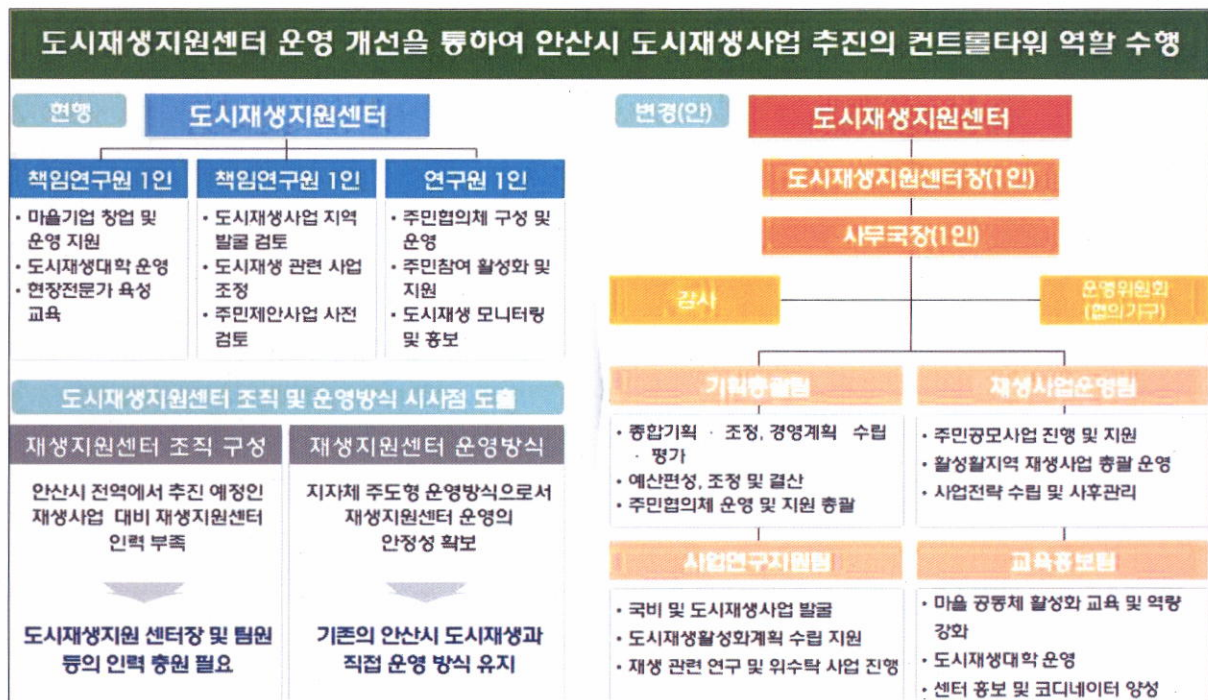 도시재생지원센터 운영 개선을 통하여 안산시 도시재생사업 추진의 컨트롤타워 역할 수행
현행
도시재생지원센터
책임연구원 1인
• 마을기업 창업 및
운영 지원
• 도시재생대학 운영
• 현장전문가 육성
교육
책임연구원 1인
• 도시재생사업 지역
발굴 검토
• 도시재생 관련 사업
조정
• 주민제안사업 사전
검토
연구원 1인
• 주민협의체 구성 및
운영
• 주민참여 활성화 및
지원
• 도시재생 모니터링
및 홍보
도시재생지원센터 조직 및 운영방식 시사점 도출
재생지원센터 조직 구성
안산시 전역에서 추진 예정인
재생사업 대비 재생지원센터
인력 부족
도시재생지원 센터장 및 팀원
등의 인력 충원 필요
재생지원센터 운영방식
지자체 주도형 운영방식으로서
재생지원센터 운영의
안정성 확보
기존의 안산시 도시재생과
직접 운영 방식 유지
변경(안)
도시재생지원센터
도시재생지원센터장(1인)
사무국장(1인)
감사
운영위원회
(협의기구)
기획총괄팀
• 종합기획 · 조정, 경영계획 수립
· 평가
• 예산편성, 조정 및 결산
• 주민협의체 운영 및 지원 총괄
재생사업운영팀
• 주민공모사업 진행 및 지원
• 활성활지역 재생사업 총괄 운영
• 사업전략 수립 및 사후관리
사업연구지원팀
• 국비 및 도시재생사업 발굴
• 도시재생활성화계획 수립 지원
• 재생 관련 연구 및 위수탁 사업 진행
교육홍보팀
• 마을 공동체 활성화 교육 및 역량
강화
• 도시재생대학 운영
• 센터 홍보 및 코디네이터 양성